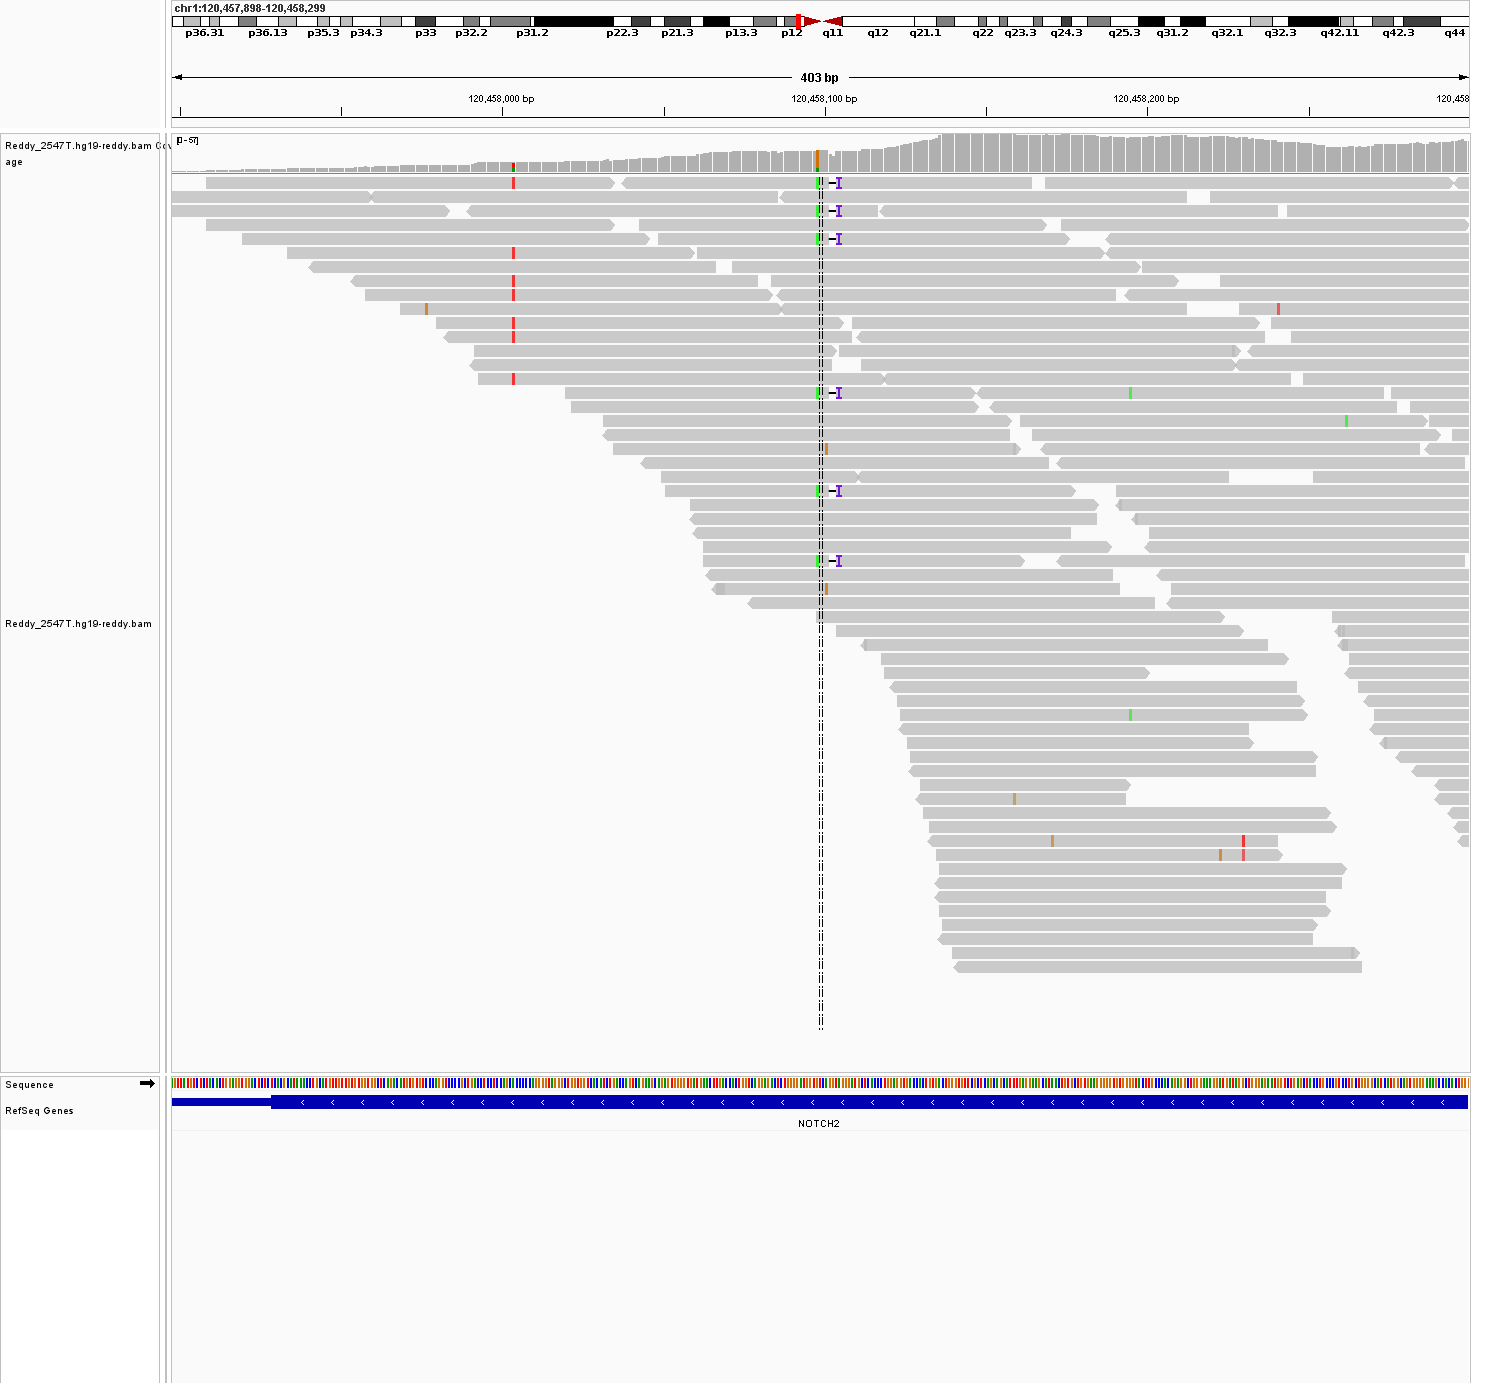 chr1:120,457,898-120,458,299
p36.31 p36.13 p35.3 p34.3 p33 p32.2 p31.2 p22.3 p21.3 p13.3 p12 q11 q12 q21.1 q22 q23.3 q24.3 q25.3 q31.2 q32.1 q32.3 q42.11 q42.3 q44
403 bp
120,458,000 bp 120,458,100 bp 120,458,200 bp 120,458
Reddy_2547T.hg19-reddy.bam Cov
age
[0 - 57]
Reddy_2547T.hg19-reddy.bam
Sequence
RefSeq Genes
NOTCH2